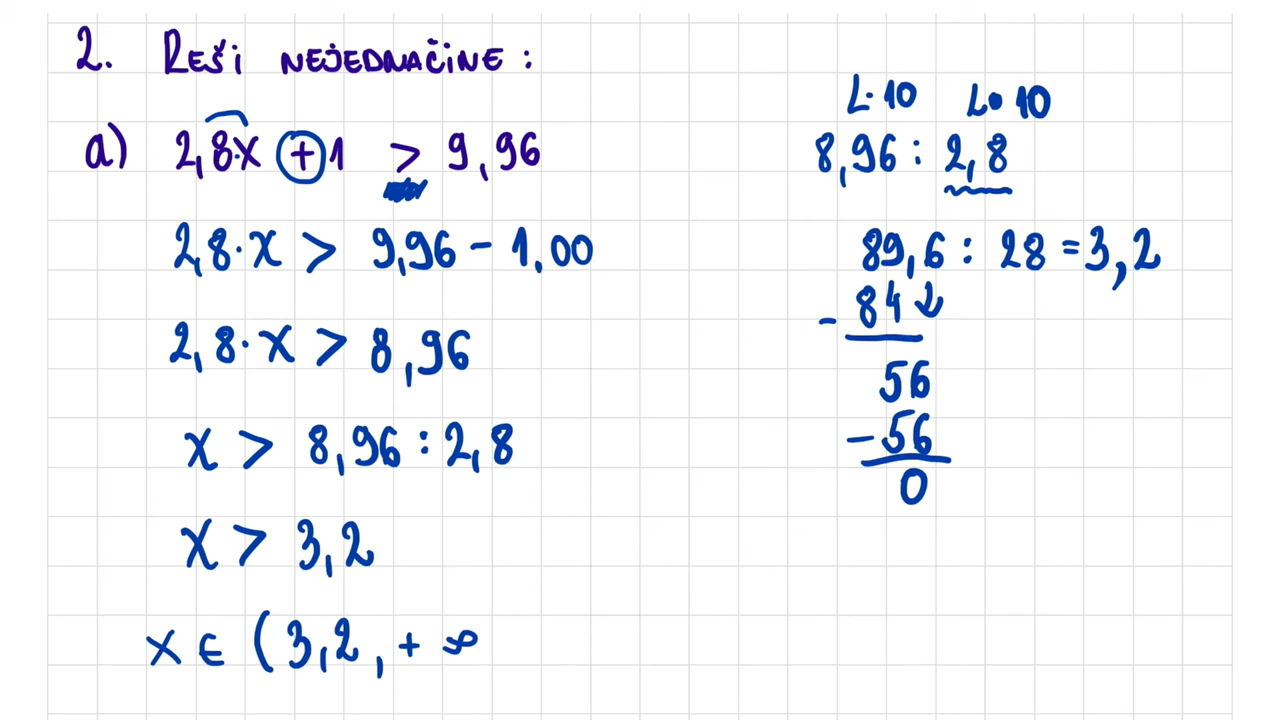 2. REŠI NEJEDNAČINE :
a) 2,8·x + 1 > 9,96
2,8·x > 9,96 - 1,00
2,8·x > 8,96
x > 8,96 : 2,8
x > 3,2
x ∈ (3,2, + ∞
L·10 L·10
8,96 : 2,8
89,6 : 28 = 3,2
- 84↓
56
- 56
0